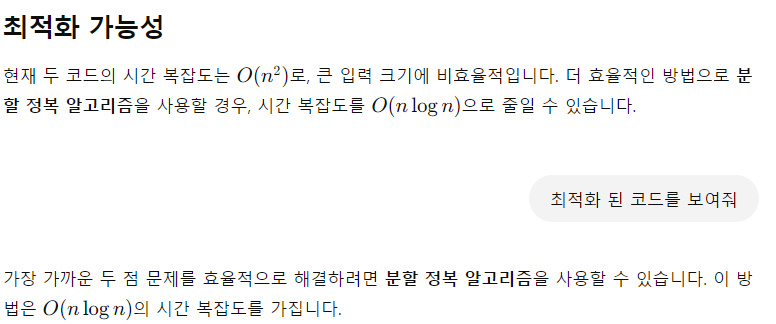 최적화 가능성
현재 두 코드의 시간 복잡도는 O(n²)로, 큰 입력 크기에 비효율적입니다. 더 효율적인 방법으로 분
할 정복 알고리즘을 사용할 경우, 시간 복잡도를 O(n log n)으로 줄일 수 있습니다.
최적화 된 코드를 보여줘
가장 가까운 두 점 문제를 효율적으로 해결하려면 분할 정복 알고리즘을 사용할 수 있습니다. 이 방
법은 O(n log n)의 시간 복잡도를 가집니다.